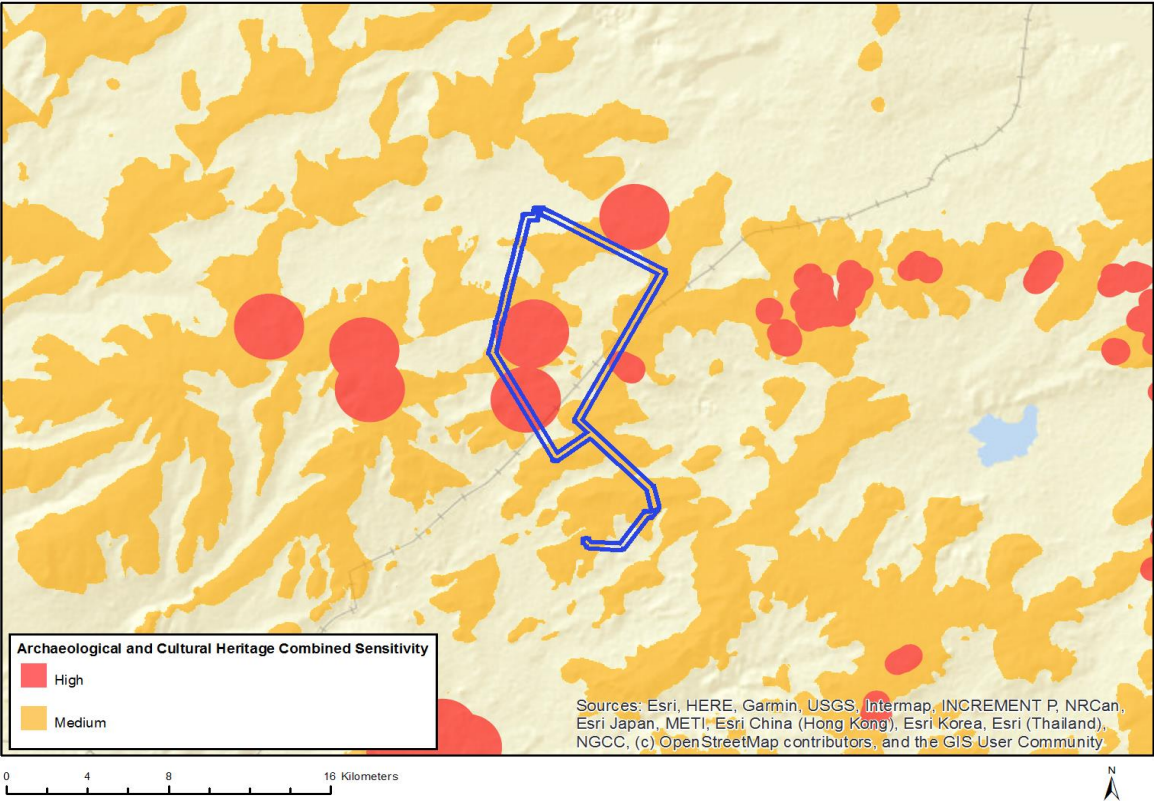 Archaeological and Cultural Heritage Combined Sensitivity
High
Medium
Sources: Esri, HERE, Garmin, USGS, Intermap, INCREMENT P, NRCan,
Esri Japan, METI, Esri China (Hong Kong), Esri Korea, Esri (Thailand),
NGCC, (c) OpenStreetMap contributors, and the GIS User Community
0 4 8 16 Kilometers
N